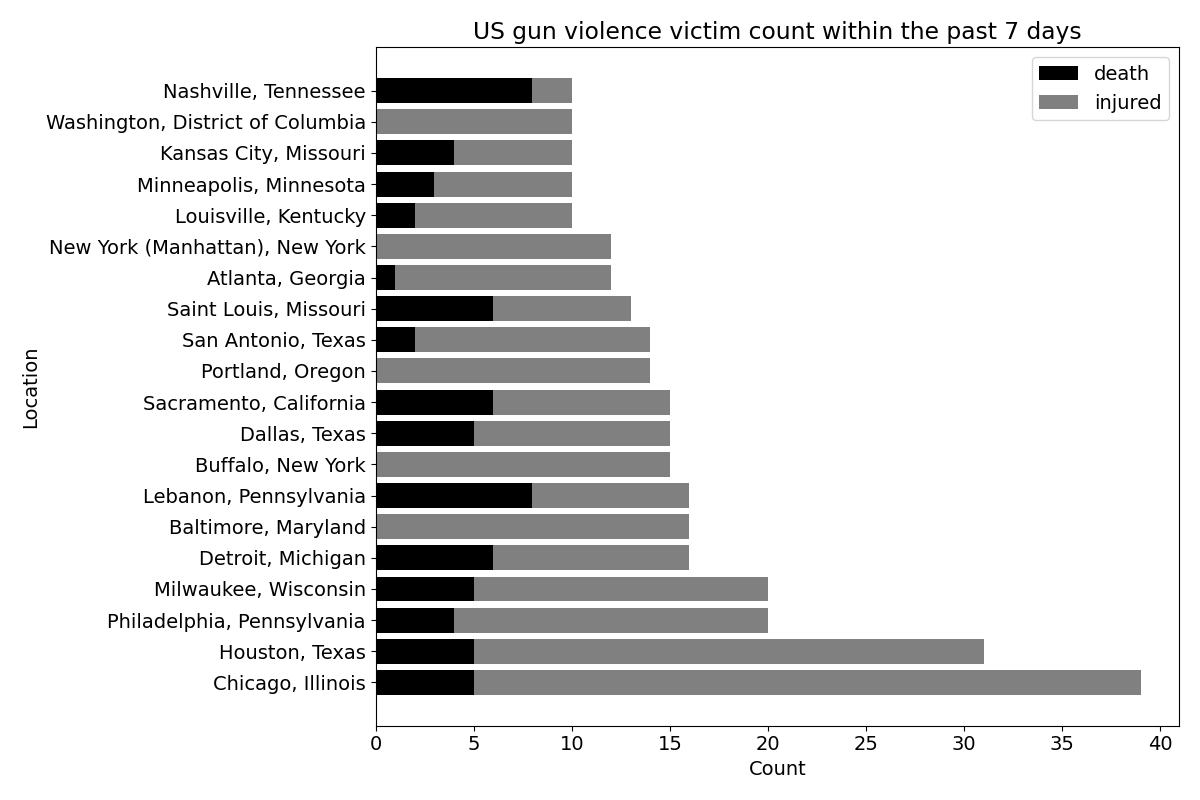 US gun violence victim count within the past 7 days
death
injured
Nashville, Tennessee
Washington, District of Columbia
Kansas City, Missouri
Minneapolis, Minnesota
Louisville, Kentucky
New York (Manhattan), New York
Atlanta, Georgia
Saint Louis, Missouri
San Antonio, Texas
Portland, Oregon
Sacramento, California
Dallas, Texas
Buffalo, New York
Lebanon, Pennsylvania
Baltimore, Maryland
Detroit, Michigan
Milwaukee, Wisconsin
Philadelphia, Pennsylvania
Houston, Texas
Chicago, Illinois
Location
0 5 10 15 20 25 30 35 40
Count